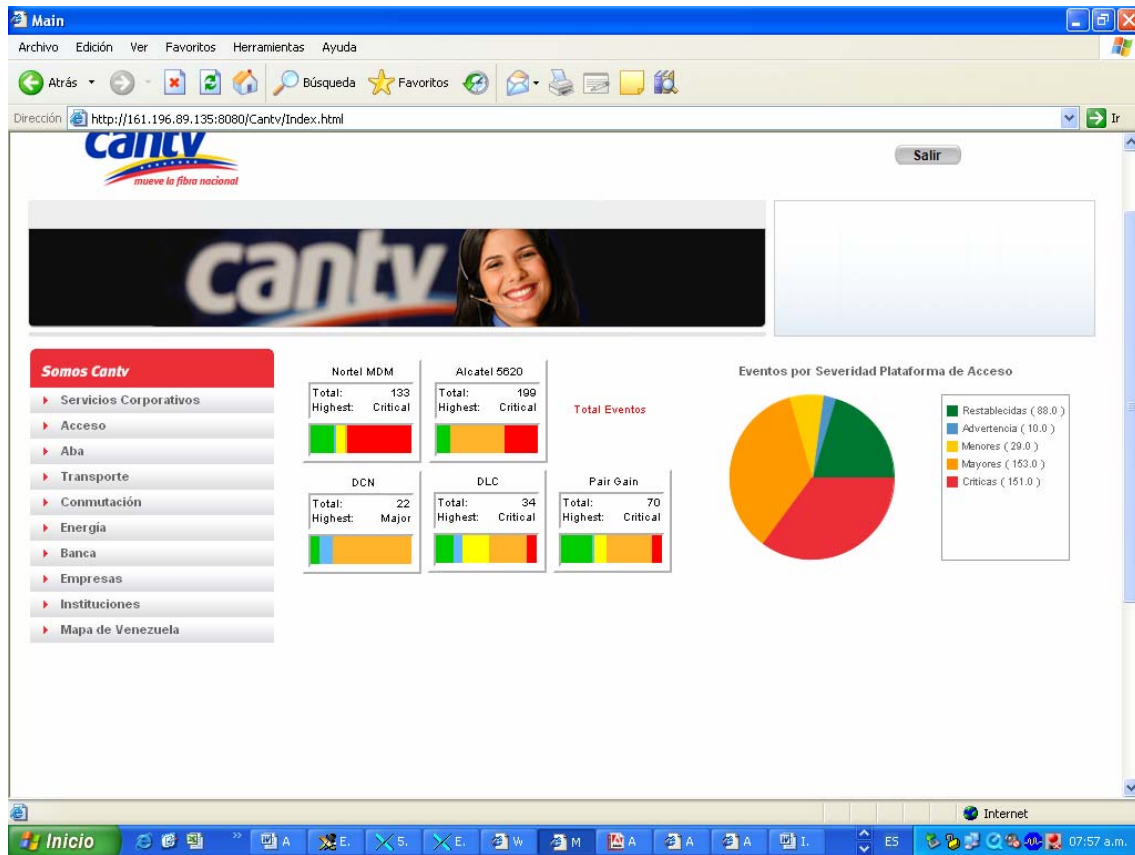 Main
Archivo Edición Ver Favoritos Herramientas Ayuda
Atrás Búsqueda Favoritos
Dirección http://161.196.89.135:8080/Cantv/Index.html Ir
cantv
mueve la fibra nacional
Salir
cantv
Somos Cantv
Servicios Corporativos
Acceso
Aba
Transporte
Conmutación
Energía
Banca
Empresas
Instituciones
Mapa de Venezuela
Nortel MDM
Total: 133
Highest: Critical
Alcatel 5620
Total: 199
Highest: Critical
Total Eventos
DCN
Total: 22
Highest: Major
DLC
Total: 34
Highest: Critical
Pair Gain
Total: 70
Highest: Critical
Eventos por Severidad Plataforma de Acceso
Restablecidas ( 88.0 )
Advertencia ( 10.0 )
Menores ( 29.0 )
Mayores ( 153.0 )
Criticas ( 151.0 )
Internet
Inicio » A E. 5. E. W M A A A I. ES 07:57 a.m.